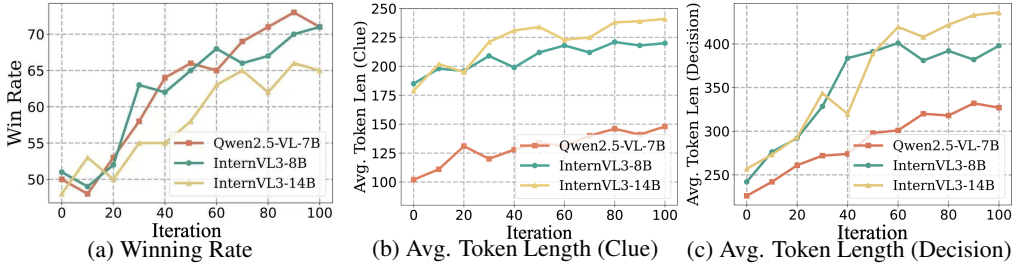 Win Rate
70
65
60
55
50
0 20 40 60 80 100
Iteration
Qwen2.5-VL-7B
InternVL3-8B
InternVL3-14B
(a) Winning Rate
Avg. Token Len (Clue)
250
225
200
175
150
125
100
0 20 40 60 80 100
Iteration
Qwen2.5-VL-7B
InternVL3-8B
InternVL3-14B
(b) Avg. Token Length (Clue)
Avg. Token Len (Decision)
400
350
300
250
0 20 40 60 80 100
Iteration
Qwen2.5-VL-7B
InternVL3-8B
InternVL3-14B
(c) Avg. Token Length (Decision)